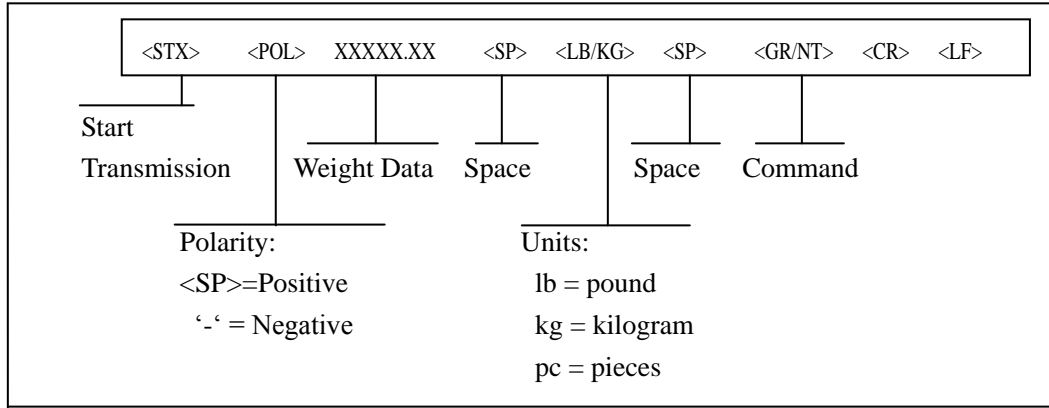 <STX> <POL> XXXXX.XX <SP> <LB/KG> <SP> <GR/NT> <CR> <LF>
Start
Transmission
Weight Data
Space
Space
Command
Polarity:
<SP>=Positive
‘-‘ = Negative
Units:
lb = pound
kg = kilogram
pc = pieces